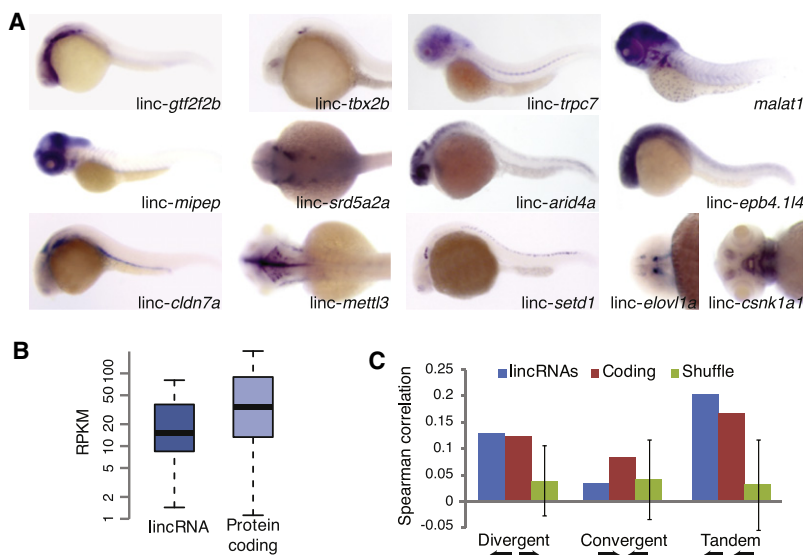 A
linc-gtf2f2b
linc-tbx2b
linc-trpc7
malat1
linc-mipep
linc-srd5a2a
linc-arid4a
linc-epb4.1l4
linc-cldn7a
linc-mettl3
linc-setd1
linc-elovl1a
linc-csnk1a1
B
RPKM
100
50
20
10
5
2
1
lincRNA
Protein
coding
C
lincRNAs Coding Shuffle
Spearman correlation
0.25
0.2
0.15
0.1
0.05
0
-0.05
Divergent Convergent Tandem